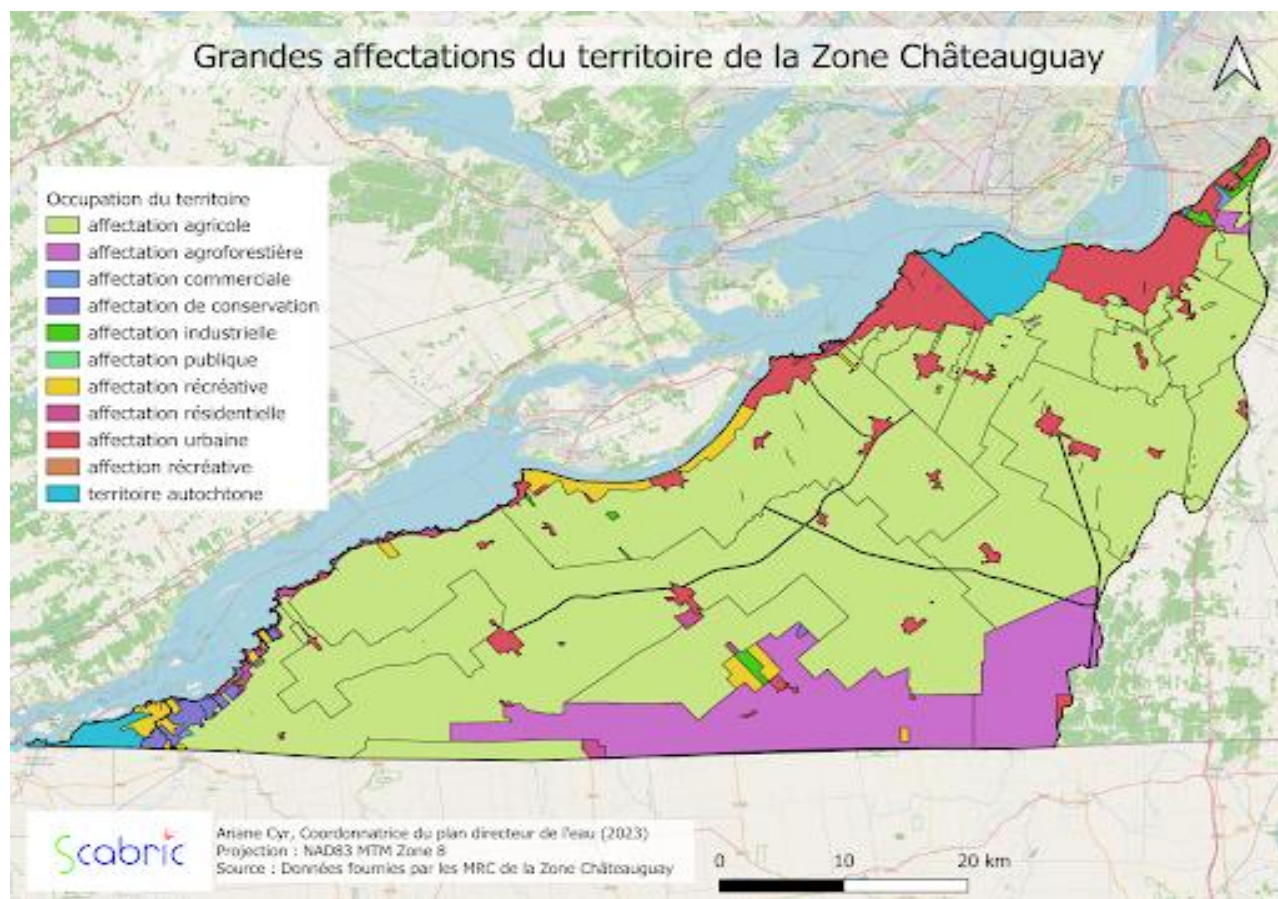 Grandes affectations du territoire de la Zone Châteauguay
Occupation du territoire
affectation agricole
affectation agroforestière
affectation commerciale
affectation de conservation
affectation industrielle
affectation publique
affectation récréative
affectation résidentielle
affectation urbaine
affection récréative
territoire autochtone
Scabric
Ariane Cyr, Coordonnatrice du plan directeur de l'eau (2023)
Projection : NAD83 MTM Zone 8
Source : Données fournies par les MRC de la Zone Châteauguay
0 10 20 km